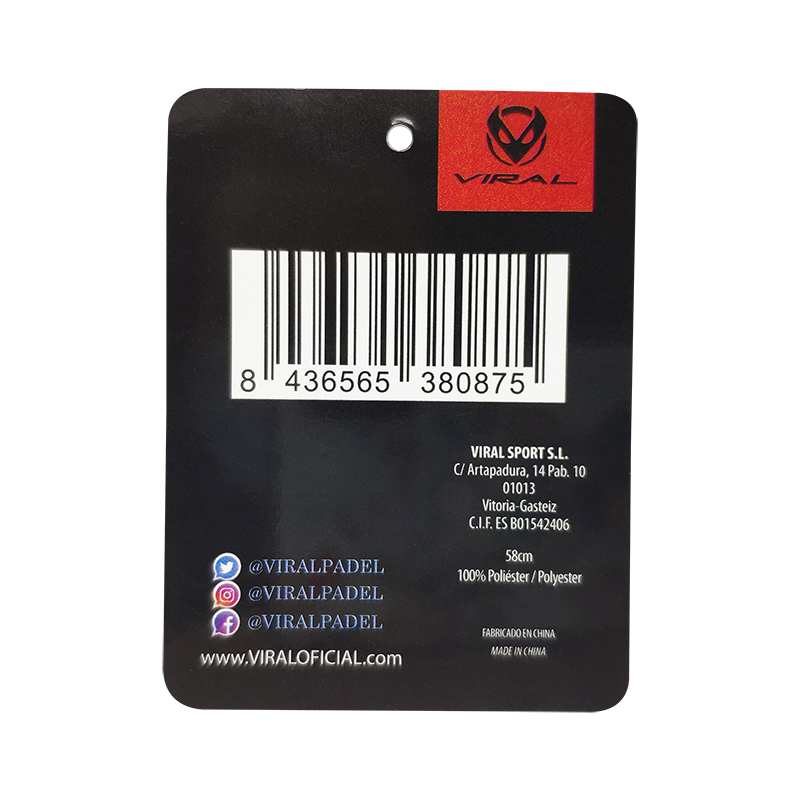 VIRAL
8 436565 380875
VIRAL SPORT S.L.
C/ Artapadura, 14 Pab. 10
01013
Vitoria-Gasteiz
C.I.F. ES B01542406
58cm
100% Poliéster / Polyester
@VIRALPADEL
@VIRALPADEL
@VIRALPADEL
www.VIRALOFICIAL.com
FABRICADO EN CHINA
MADE IN CHINA